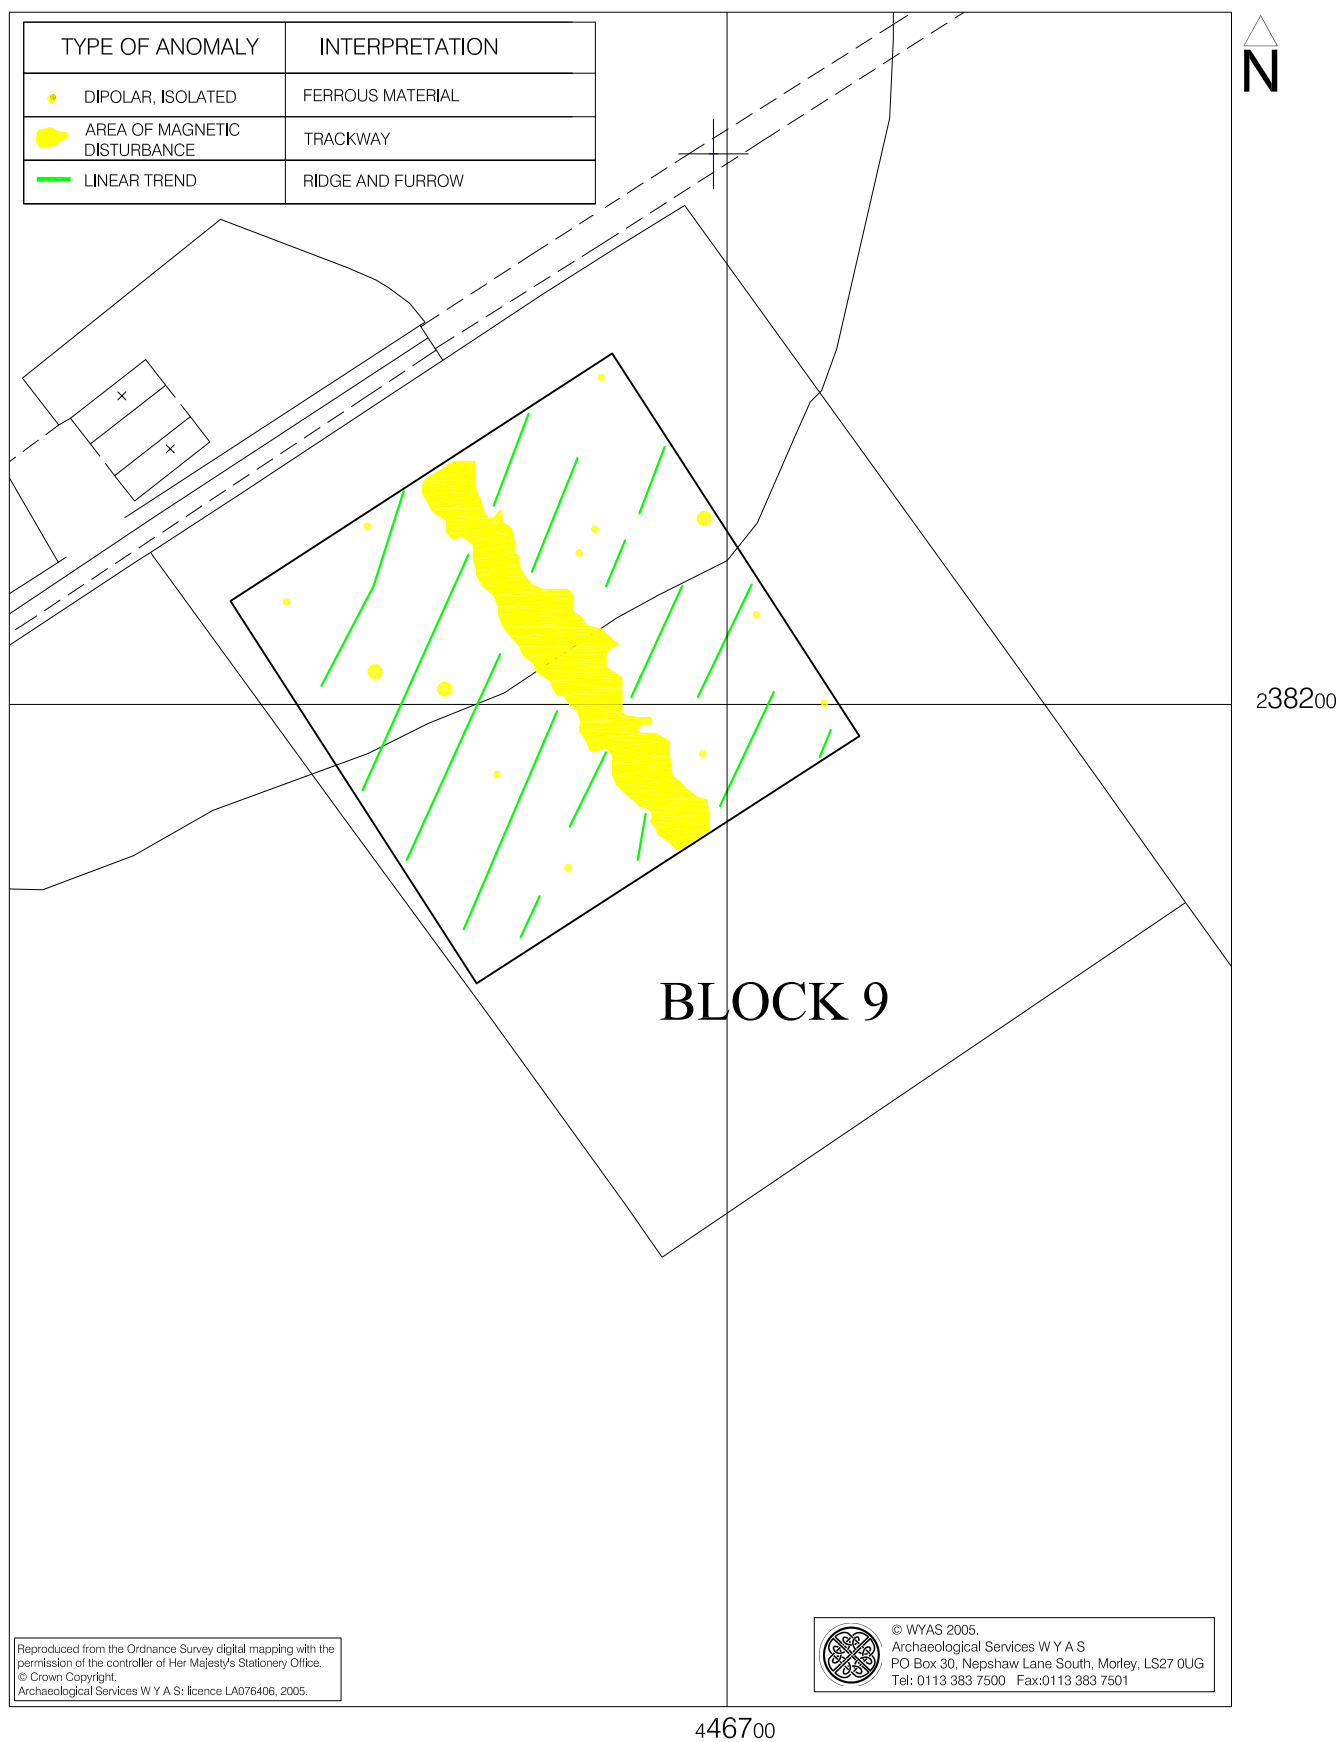 TYPE OF ANOMALY INTERPRETATION
DIPOLAR, ISOLATED FERROUS MATERIAL
AREA OF MAGNETIC
DISTURBANCE TRACKWAY
LINEAR TREND RIDGE AND FURROW
N
238200
BLOCK 9
Reproduced from the Ordnance Survey digital mapping with the
permission of the controller of Her Majesty's Stationery Office.
© Crown Copyright.
Archaeological Services W Y A S: licence LA076406, 2005.
© WYAS 2005.
Archaeological Services W Y A S
PO Box 30, Nepshaw Lane South, Morley, LS27 0UG
Tel: 0113 383 7500 Fax:0113 383 7501
446700